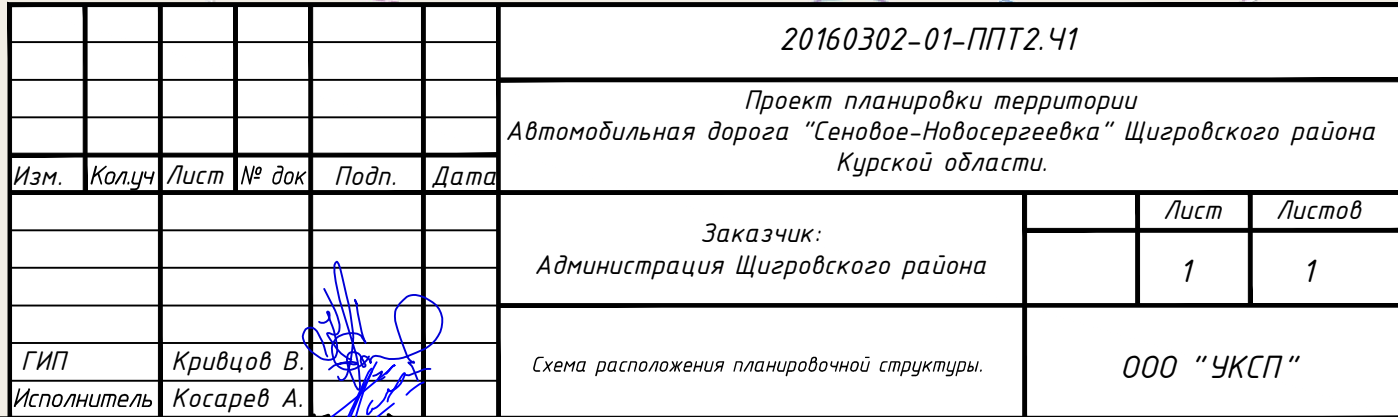 20160302-01-ППТ2.Ч1
Проект планировки территории
Автомобильная дорога "Сеновое-Новосергеевка" Щигровского района
Курской области.
Изм. Кол.уч Лист № док Подп. Дата
Заказчик:
Администрация Щигровского района
Лист Листов
1 1
ГИП Кривцов В.
Исполнитель Косарев А.
Схема расположения планировочной структуры.
ООО "УКСП"